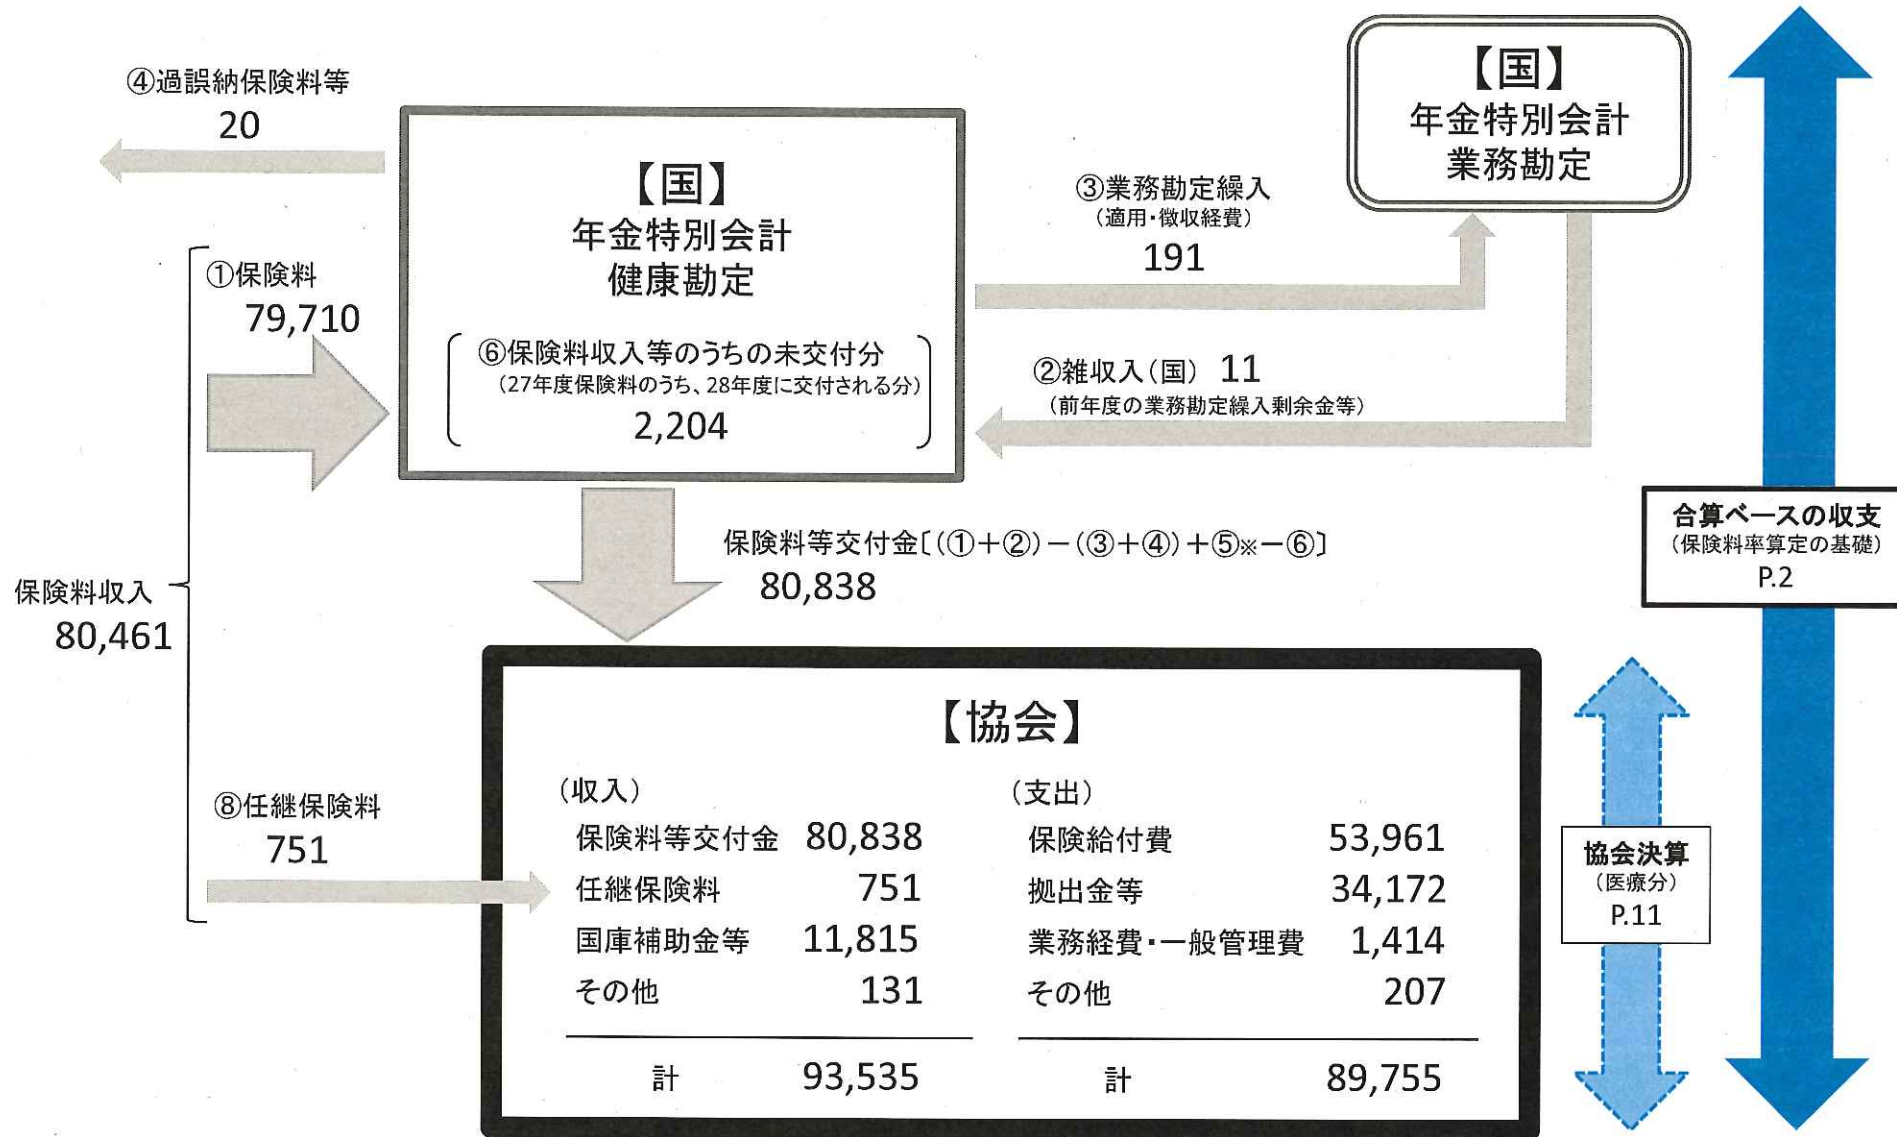 ④過誤納保険料等
20
【国】
年金特別会計
健康勘定
⑥保険料収入等のうちの未交付分
(27年度保険料のうち、28年度に交付される分)
2,204
【国】
年金特別会計
業務勘定
③業務勘定繰入
(適用・徴収経費)
191
②雑収入(国) 11
(前年度の業務勘定繰入剰余金等)
①保険料
79,710
保険料収入
80,461
保険料等交付金〔(①+②)-(③+④)+⑤※-⑥〕
80,838
合算ベースの収支
(保険料率算定の基礎)
P.2
⑧任継保険料
751
【協会】
(収入)
保険料等交付金 80,838
任継保険料 751
国庫補助金等 11,815
その他 131
計 93,535
(支出)
保険給付費 53,961
拠出金等 34,172
業務経費・一般管理費 1,414
その他 207
計 89,755
協会決算
(医療分)
P.11